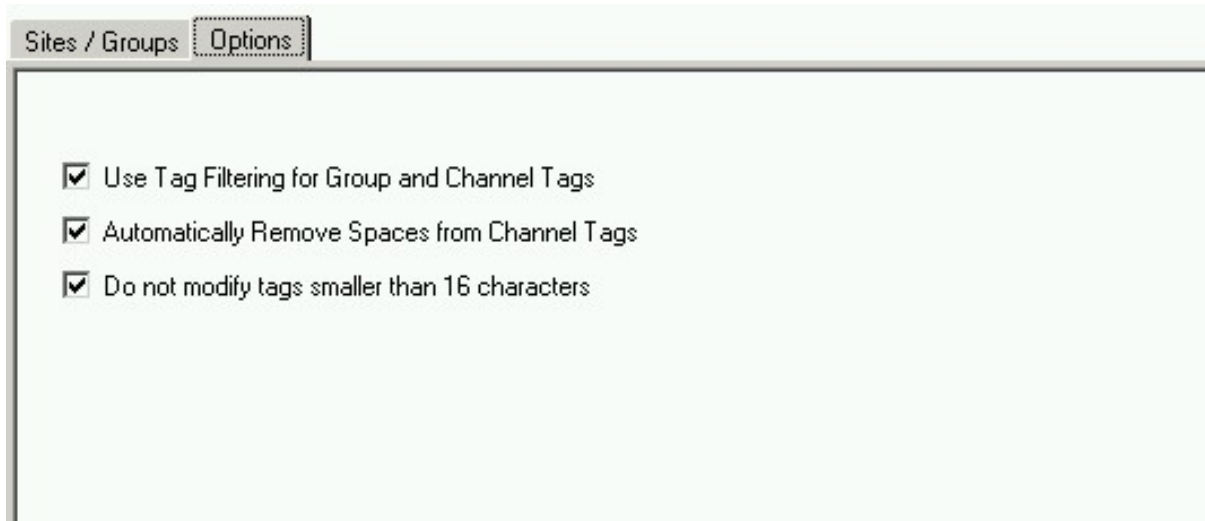 Sites / Groups Options
Use Tag Filtering for Group and Channel Tags
Automatically Remove Spaces from Channel Tags
Do not modify tags smaller than 16 characters